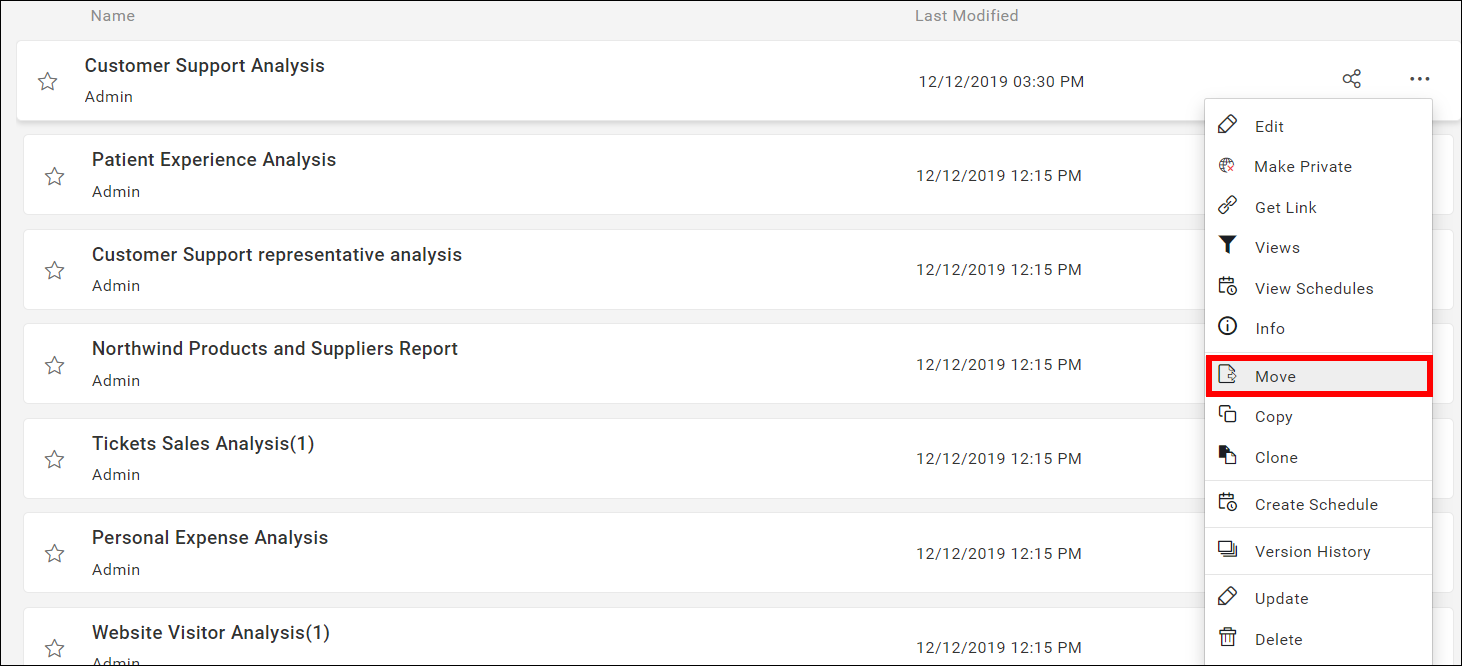 Name Last Modified
Customer Support Analysis
Admin
12/12/2019 03:30 PM
Patient Experience Analysis
Admin
12/12/2019 12:15 PM
Customer Support representative analysis
Admin
12/12/2019 12:15 PM
Northwind Products and Suppliers Report
Admin
12/12/2019 12:15 PM
Tickets Sales Analysis(1)
Admin
12/12/2019 12:15 PM
Personal Expense Analysis
Admin
12/12/2019 12:15 PM
Website Visitor Analysis(1)
Admin
12/12/2019 12:15 PM
Edit
Make Private
Get Link
Views
View Schedules
Info
Move
Copy
Clone
Create Schedule
Version History
Update
Delete